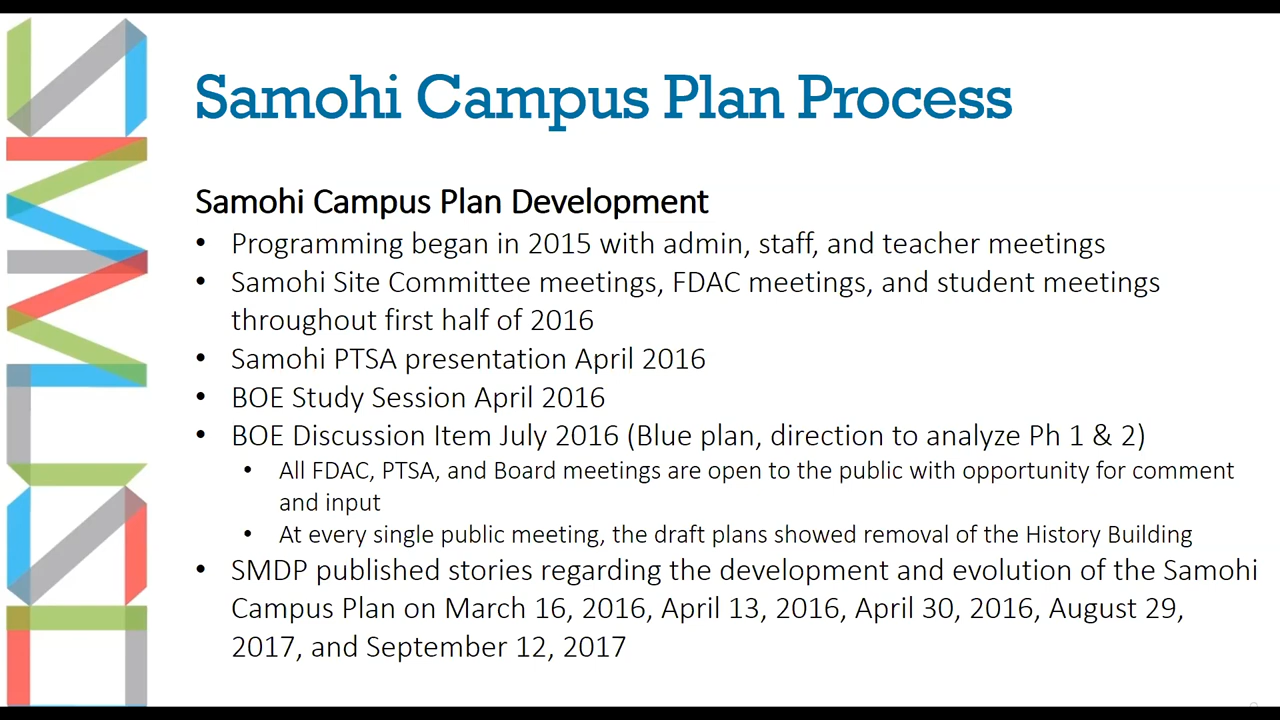 Samohi Campus Plan Process
Samohi Campus Plan Development
• Programming began in 2015 with admin, staff, and teacher meetings
• Samohi Site Committee meetings, FDAC meetings, and student meetings
throughout first half of 2016
• Samohi PTSA presentation April 2016
• BOE Study Session April 2016
• BOE Discussion Item July 2016 (Blue plan, direction to analyze Ph 1 & 2)
• All FDAC, PTSA, and Board meetings are open to the public with opportunity for comment
and input
• At every single public meeting, the draft plans showed removal of the History Building
• SMDP published stories regarding the development and evolution of the Samohi
Campus Plan on March 16, 2016, April 13, 2016, April 30, 2016, August 29,
2017, and September 12, 2017